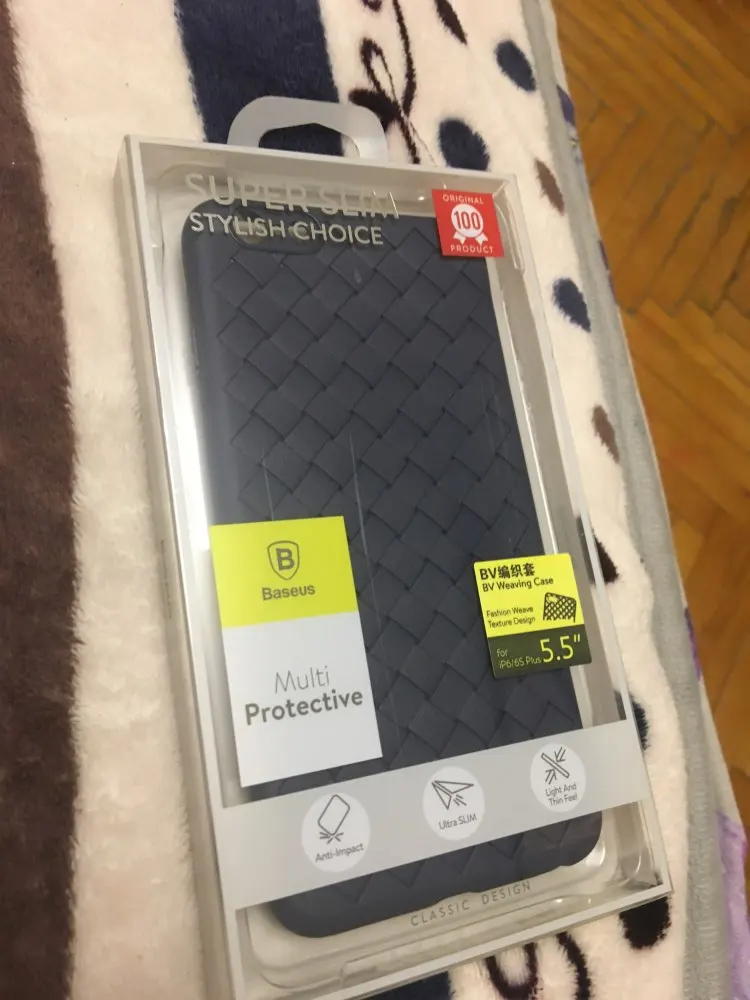 SUPER SLIM
STYLISH CHOICE
ORIGINAL
100
PRODUCT
B
Baseus
Multi
Protective
BV编织套
BV Weaving Case
Fashion Weave
Texture Design
for
iP6/6S Plus 5.5"
Anti-Impact
Ultra SLIM
Light And
Thin Feel
CLASSIC DESIGN